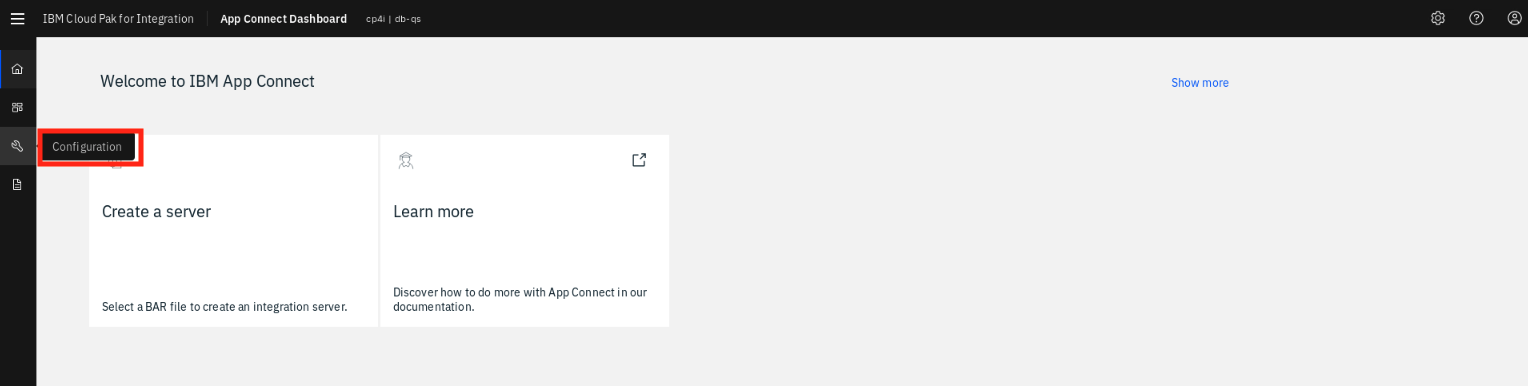 IBM Cloud Pak for Integration App Connect Dashboard cp4i | db-qs
Welcome to IBM App Connect Show more
Configuration
Create a server
Select a BAR file to create an integration server.
Learn more
Discover how to do more with App Connect in our
documentation.